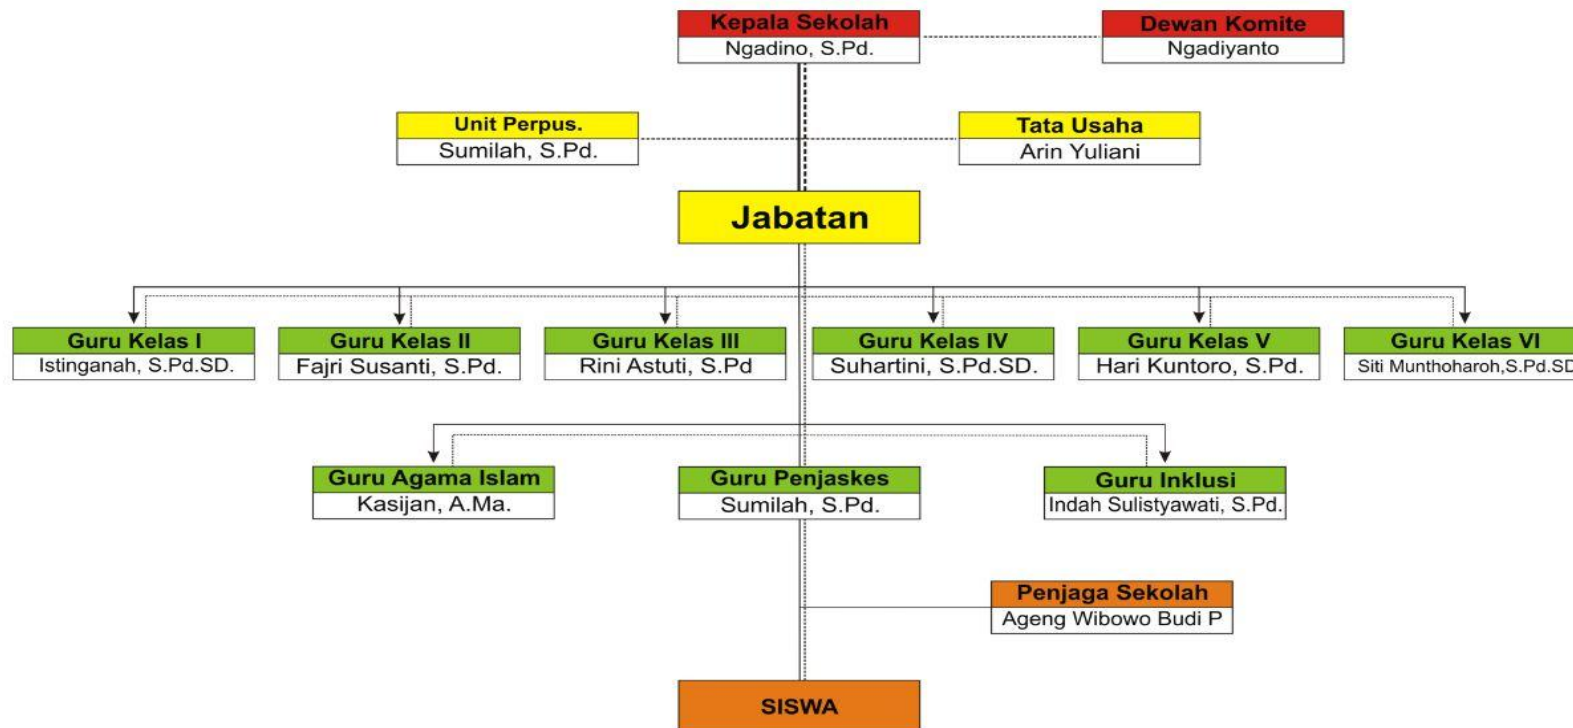 Kepala Sekolah
Ngadino, S.Pd.
Dewan Komite
Ngadiyanto
Unit Perpus.
Sumilah, S.Pd.
Tata Usaha
Arin Yuliani
Jabatan
Guru Kelas I
Istinganah, S.Pd.SD.
Guru Kelas II
Fajri Susanti, S.Pd.
Guru Kelas III
Rini Astuti, S.Pd
Guru Kelas IV
Suhartini, S.Pd.SD.
Guru Kelas V
Hari Kuntoro, S.Pd.
Guru Kelas VI
Siti Munthoharoh,S.Pd.SD
Guru Agama Islam
Kasijan, A.Ma.
Guru Penjaskes
Sumilah, S.Pd.
Guru Inklusi
Indah Sulistyawati, S.Pd.
Penjaga Sekolah
Ageng Wibowo Budi P
SISWA